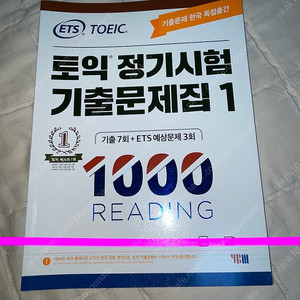 기출문제 한국 독점출간
ETS TOEIC
토익 정기시험
기출문제집 1
기출 7회 + ETS 예상문제 3회
1
1000
READING
YBM